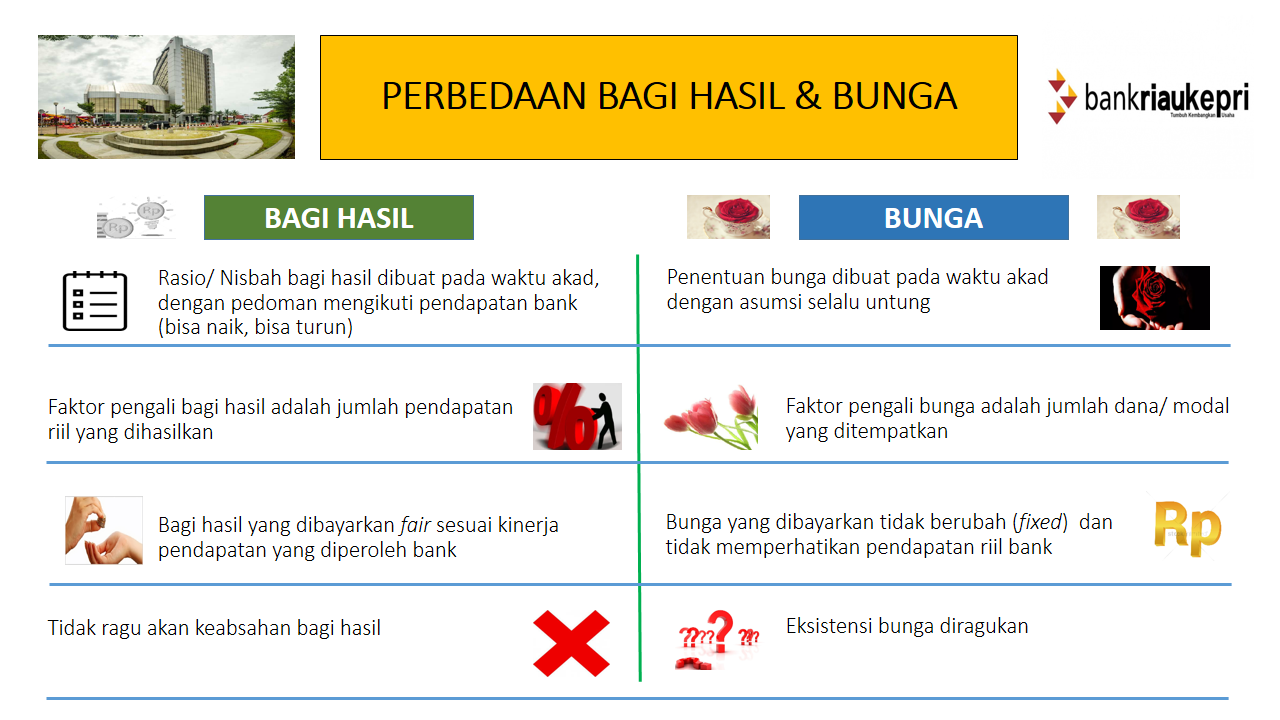 PERBEDAAN BAGI HASIL & BUNGA
bankriaukepri
Tumbuh Kembangkan Usaha
BAGI HASIL
Rasio/ Nisbah bagi hasil dibuat pada waktu akad,
dengan pedoman mengikuti pendapatan bank
(bisa naik, bisa turun)
Faktor pengali bagi hasil adalah jumlah pendapatan
riil yang dihasilkan
Bagi hasil yang dibayarkan fair sesuai kinerja
pendapatan yang diperoleh bank
Tidak ragu akan keabsahan bagi hasil
BUNGA
Penentuan bunga dibuat pada waktu akad
dengan asumsi selalu untung
Faktor pengali bunga adalah jumlah dana/ modal
yang ditempatkan
Bunga yang dibayarkan tidak berubah (fixed) dan
tidak memperhatikan pendapatan riil bank
Rp
Eksistensi bunga diragukan